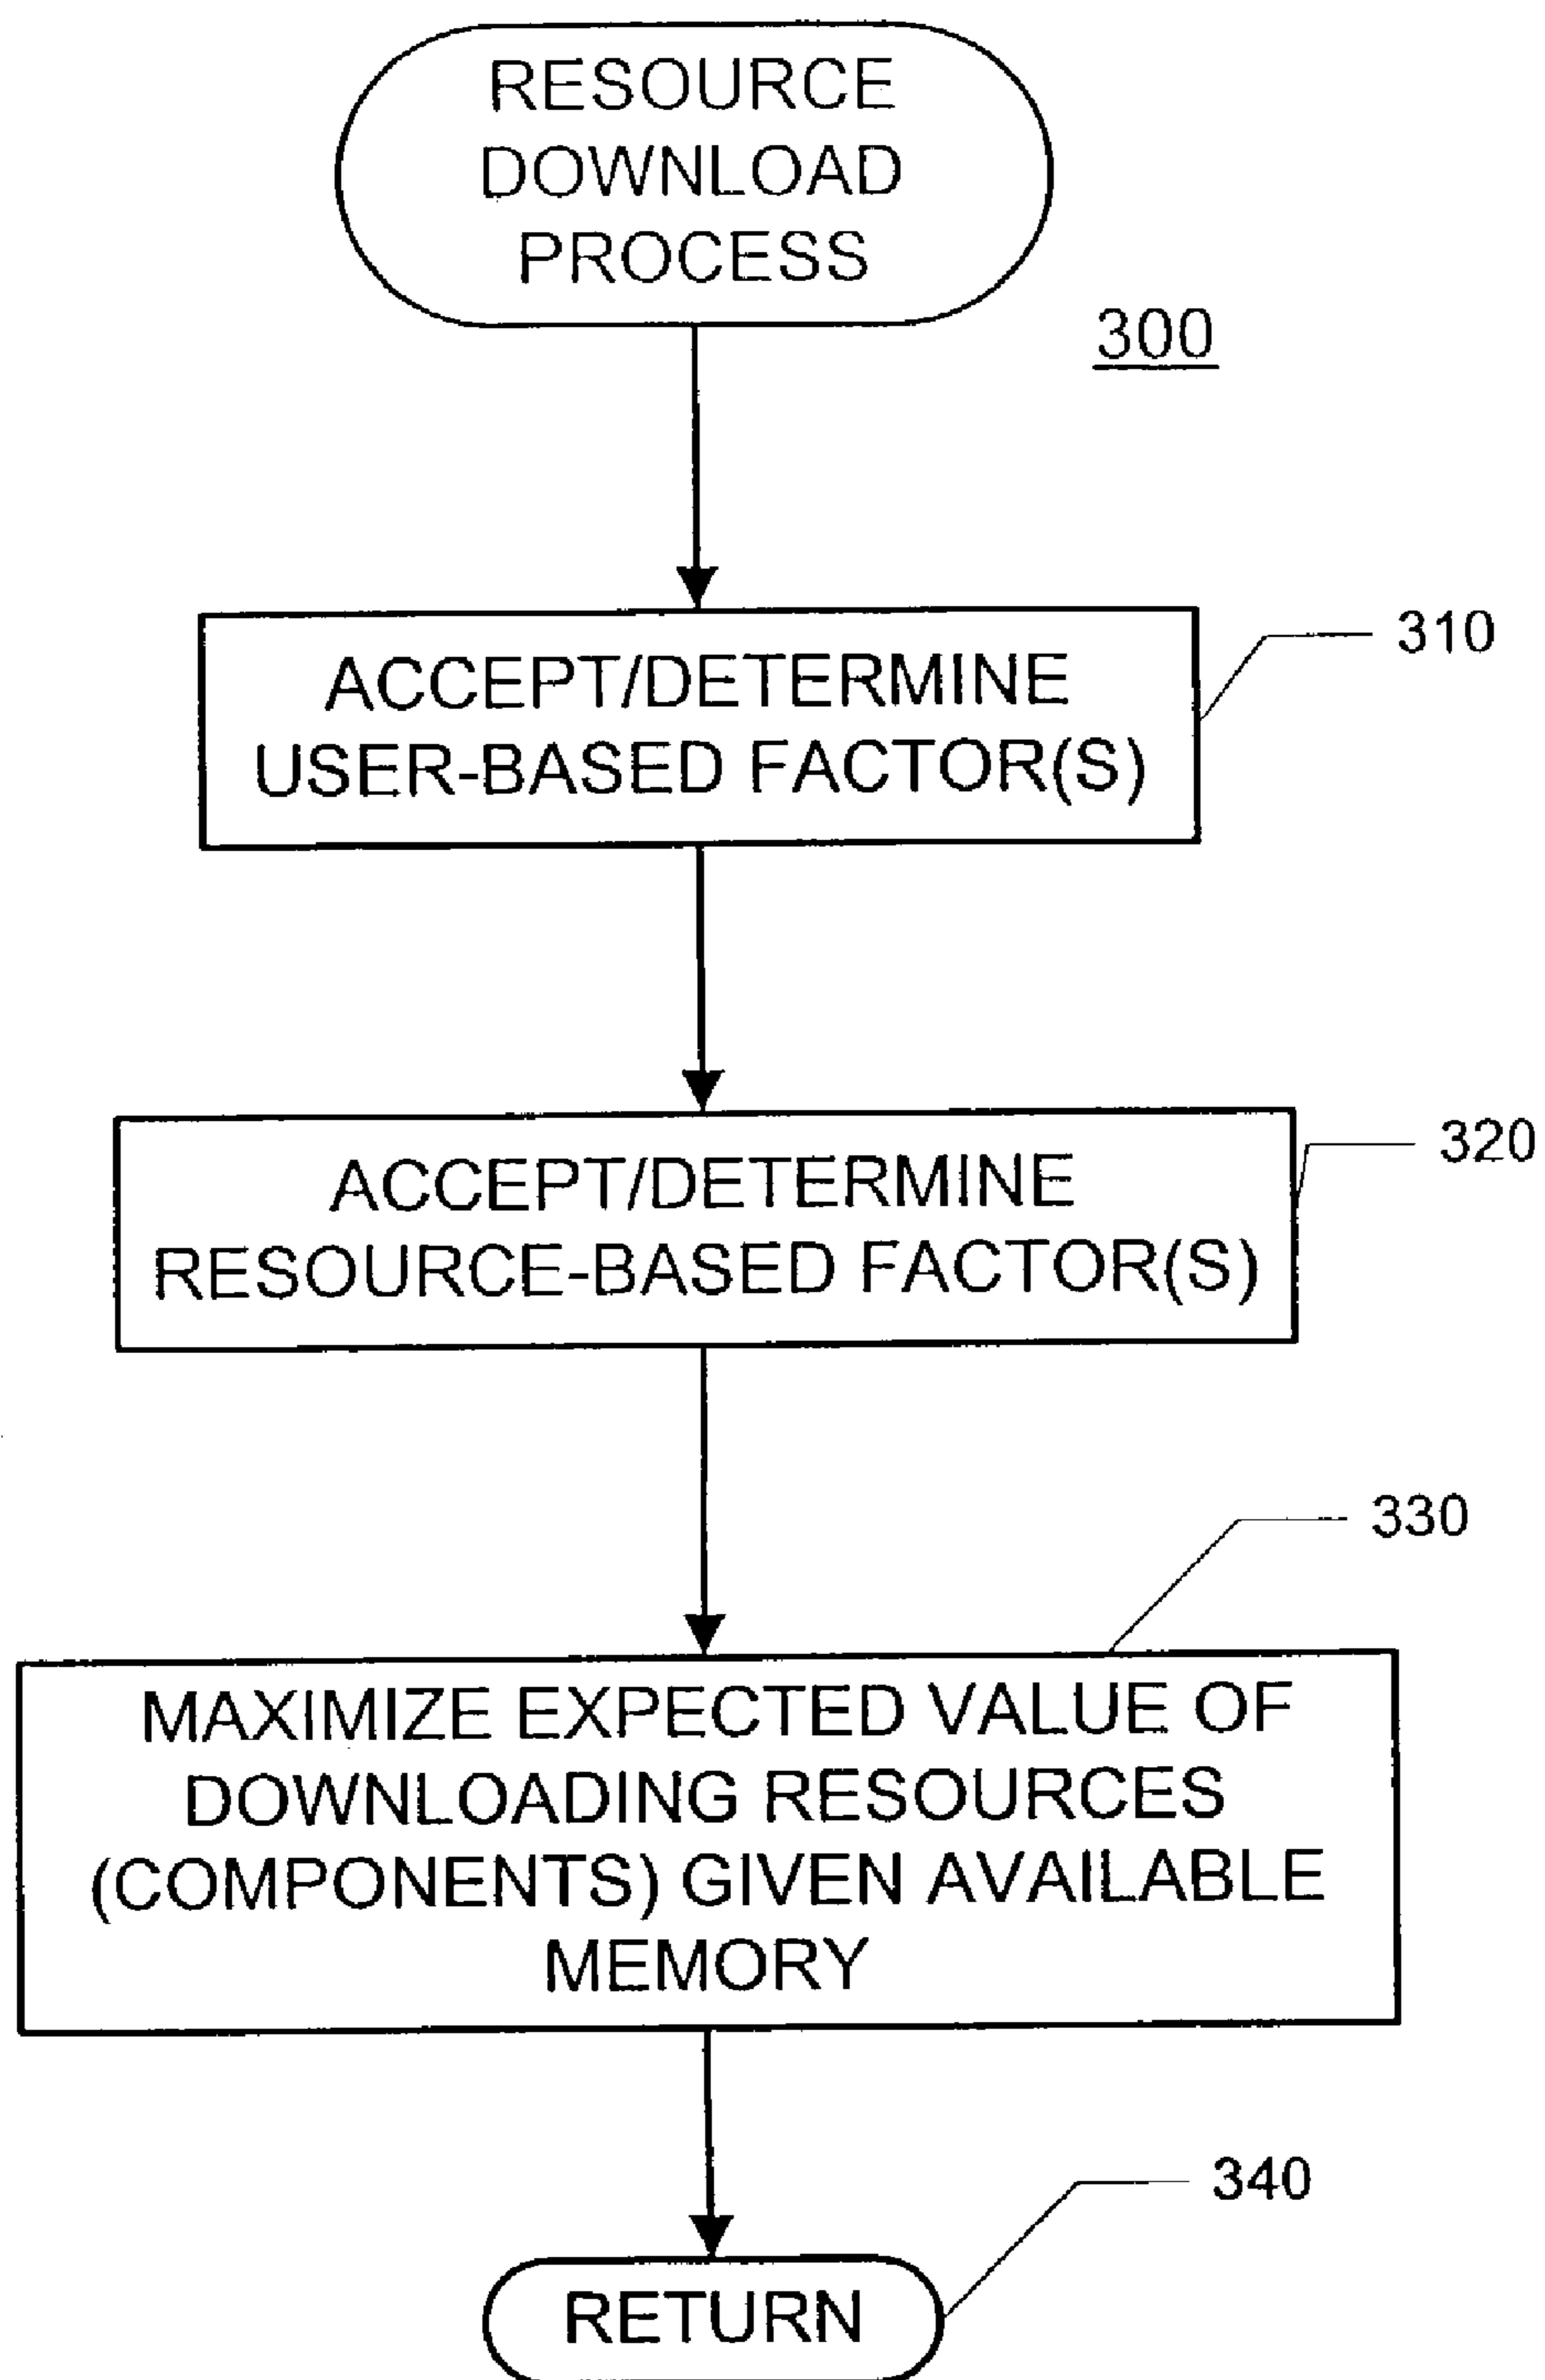 RESOURCE
DOWNLOAD
PROCESS
300
ACCEPT/DETERMINE
USER-BASED FACTOR(S)
310
ACCEPT/DETERMINE
RESOURCE-BASED FACTOR(S)
320
330
MAXIMIZE EXPECTED VALUE OF
DOWNLOADING RESOURCES
(COMPONENTS) GIVEN AVAILABLE
MEMORY
340
RETURN